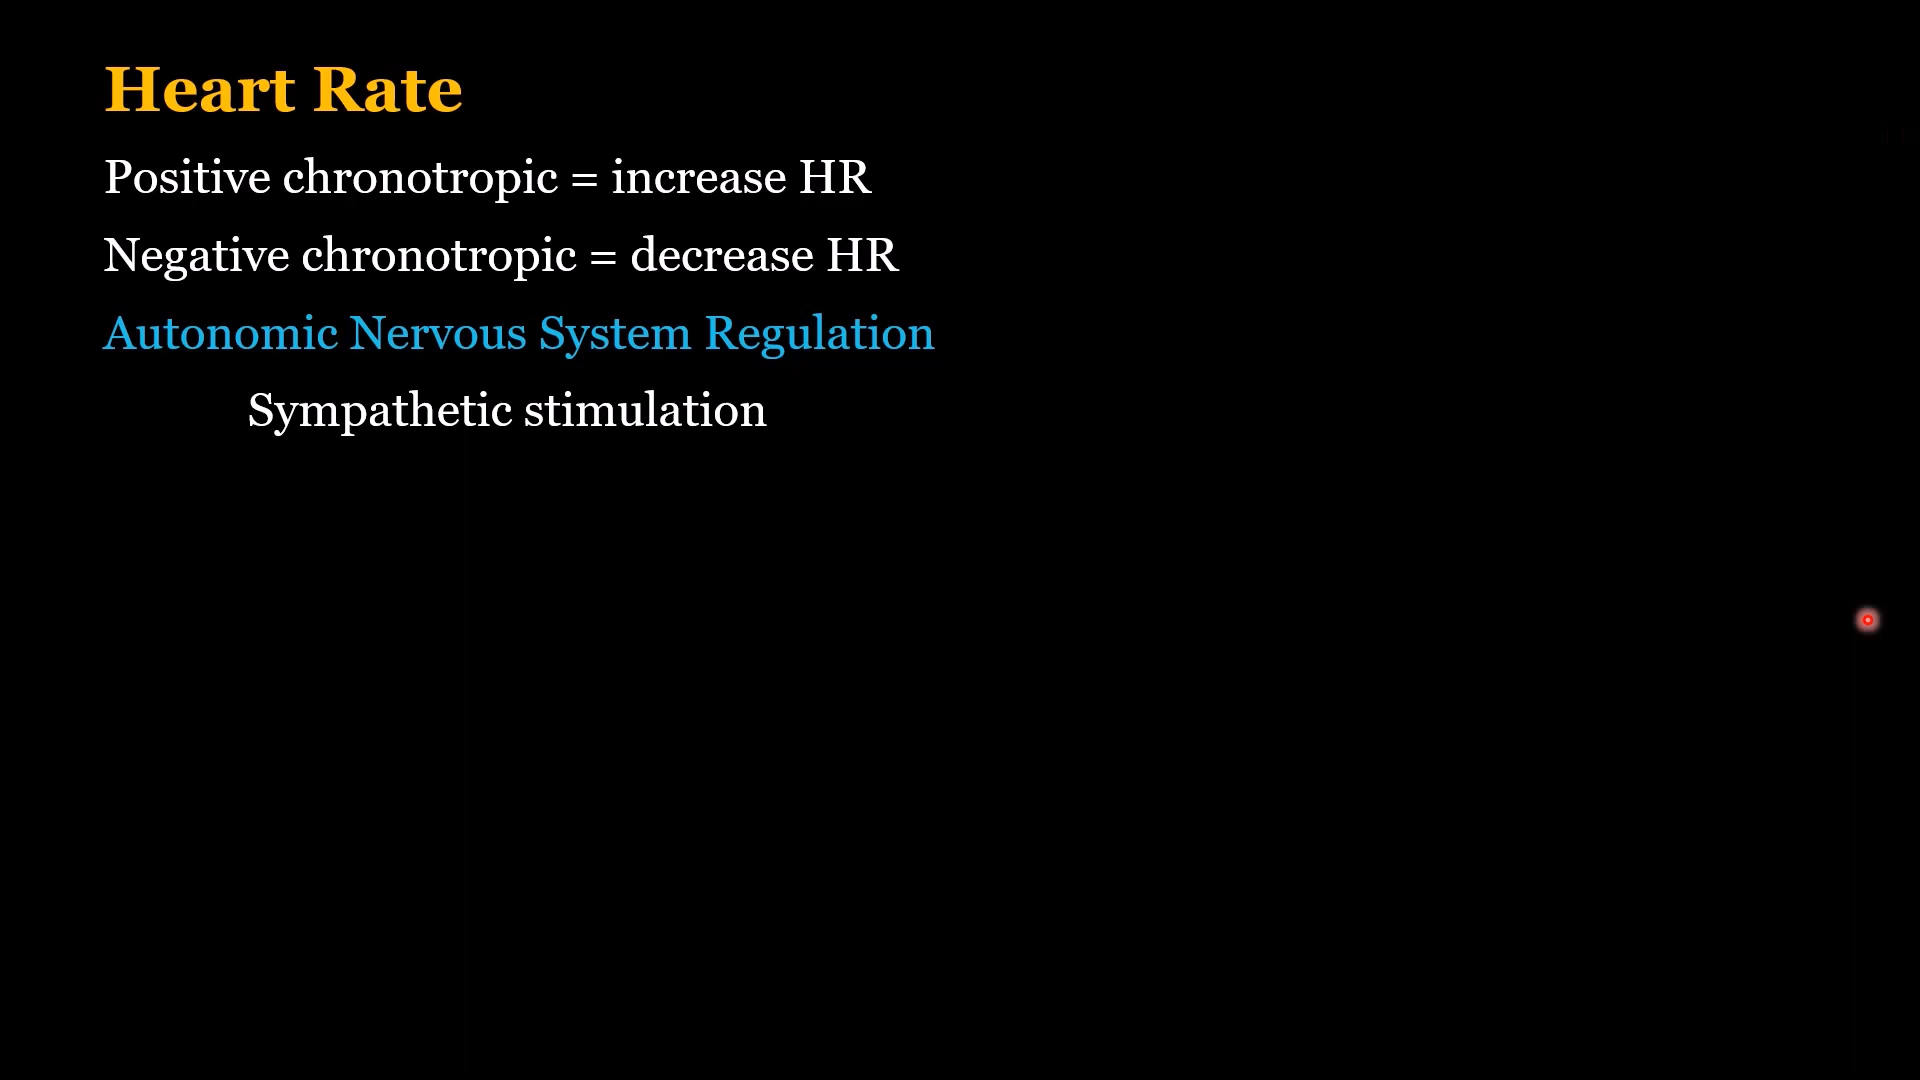 Heart Rate
Positive chronotropic = increase HR
Negative chronotropic = decrease HR
Autonomic Nervous System Regulation
Sympathetic stimulation